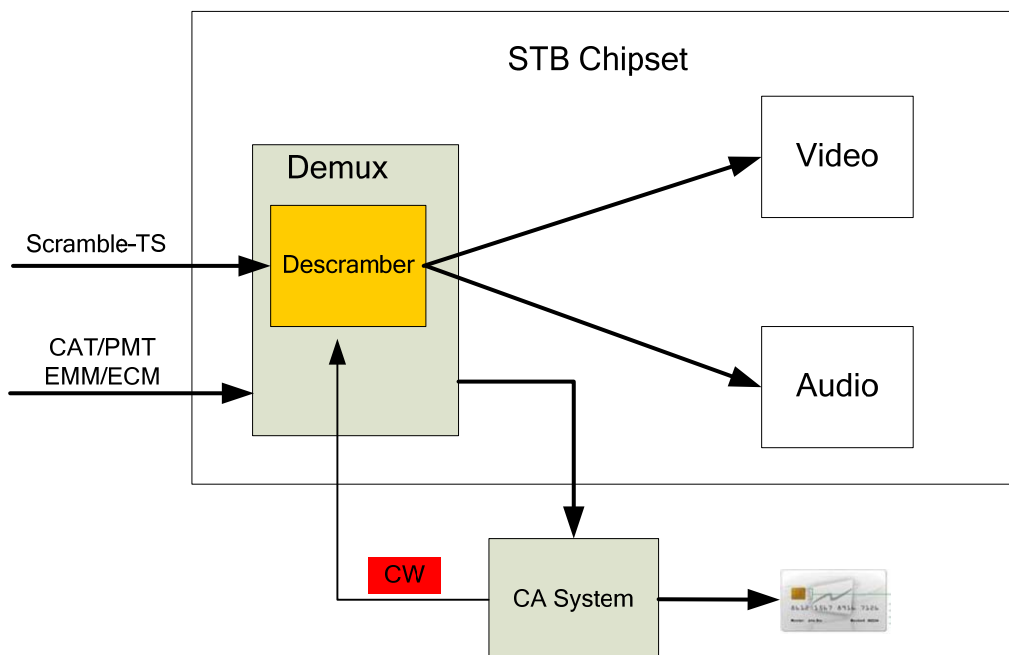 STB Chipset
Video
Demux
Scramble-TS
Descramber
CAT/PMT
EMM/ECM
Audio
CW
CA System